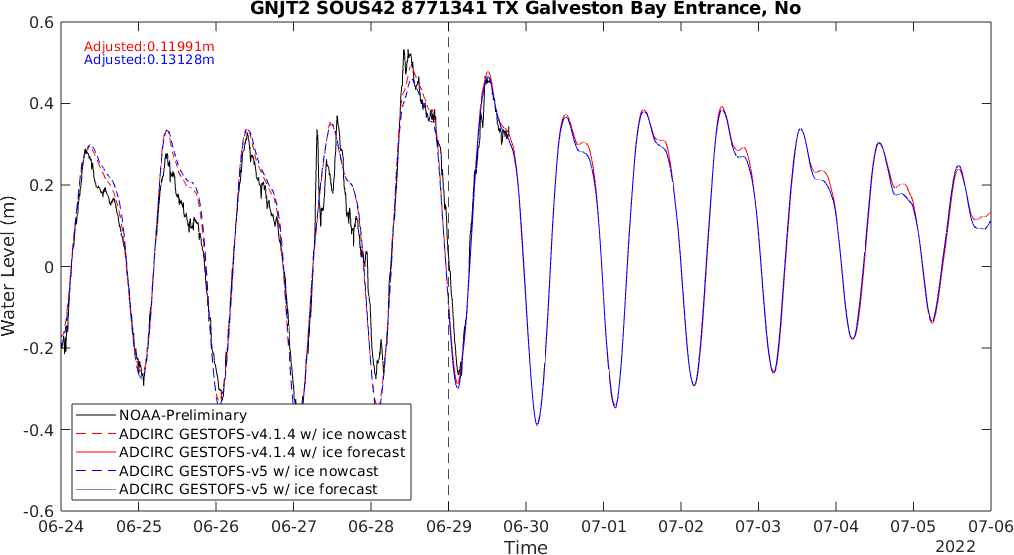 GNJT2 SOUS42 8771341 TX Galveston Bay Entrance, No
Adjusted:0.11991m
Adjusted:0.13128m
0.6
0.4
0.2
0
-0.2
-0.4
-0.6
Water Level (m)
NOAA-Preliminary
ADCIRC GESTOFS-v4.1.4 w/ ice nowcast
ADCIRC GESTOFS-v4.1.4 w/ ice forecast
ADCIRC GESTOFS-v5 w/ ice nowcast
ADCIRC GESTOFS-v5 w/ ice forecast
06-24 06-25 06-26 06-27 06-28 06-29 06-30 07-01 07-02 07-03 07-04 07-05 07-06
Time
2022